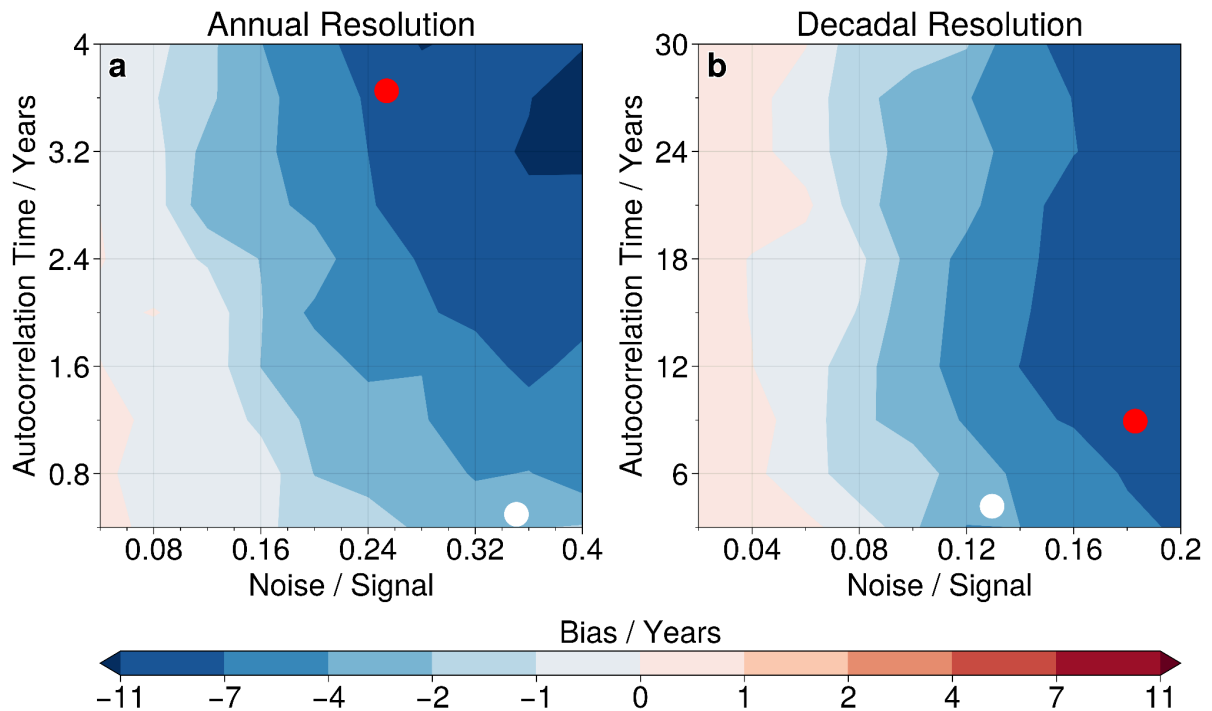 Annual Resolution
Decadal Resolution
a
b
4
3.2
2.4
1.6
0.8
Autocorrelation Time / Years
0.08 0.16 0.24 0.32 0.4
Noise / Signal
30
24
18
12
6
Autocorrelation Time / Years
0.04 0.08 0.12 0.16 0.2
Noise / Signal
Bias / Years
−11 −7 −4 −2 −1 0 1 2 4 7 11